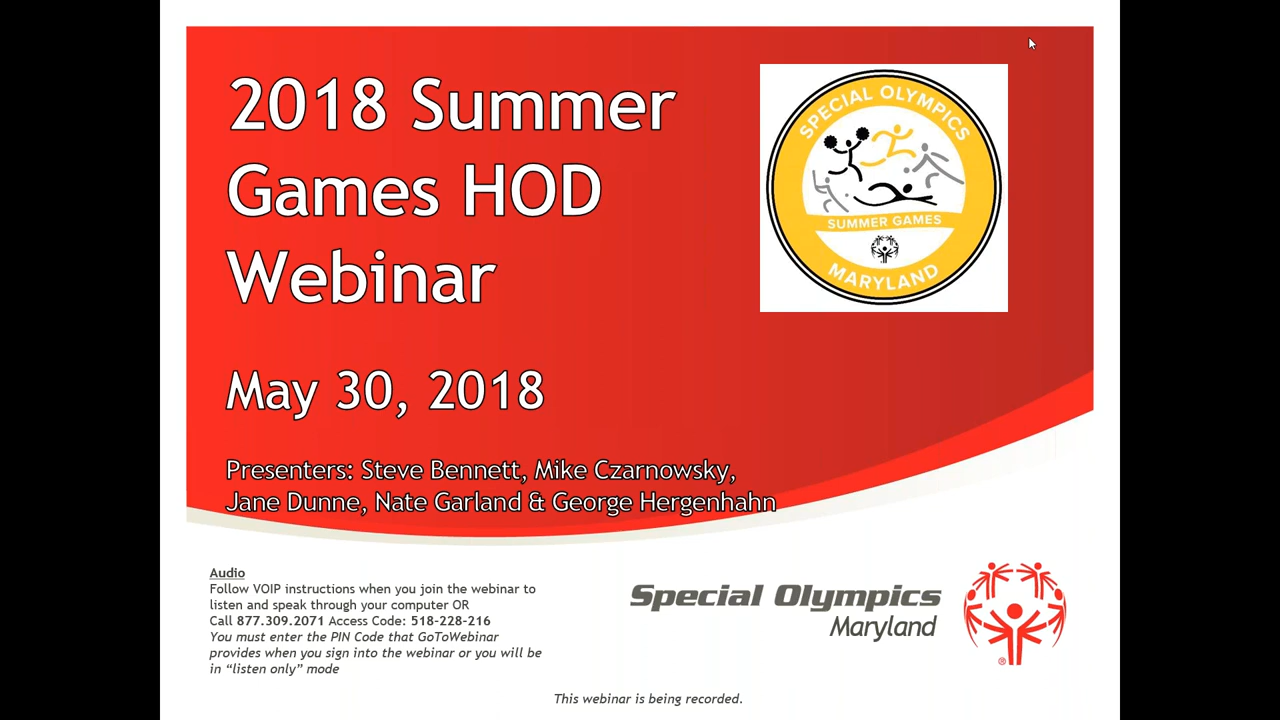 2018 Summer
Games HOD
Webinar
May 30, 2018
Presenters: Steve Bennett, Mike Czarnowsky,
Jane Dunne, Nate Garland & George Hergenhahn
SPECIAL OLYMPICS
SUMMER GAMES
MARYLAND
Audio
Follow VOIP instructions when you join the webinar to
listen and speak through your computer OR
Call 877.309.2071 Access Code: 518-228-216
You must enter the PIN Code that GoToWebinar
provides when you sign into the webinar or you will be
in “listen only” mode
Special Olympics
Maryland
®
This webinar is being recorded.